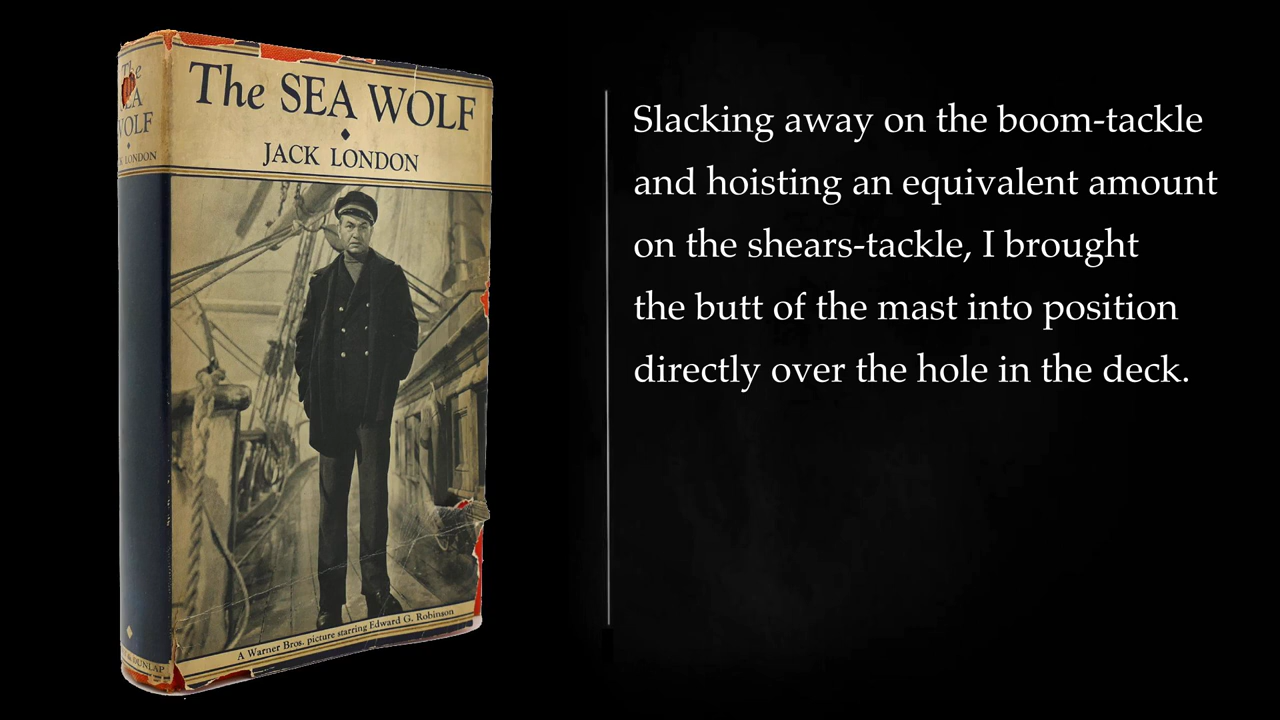 The SEA WOLF
JACK LONDON
The
SEA
WOLF
LONDON
DUNLAP
A Warner Bros. picture starring Edward G. Robinson
Slacking away on the boom-tackle
and hoisting an equivalent amount
on the shears-tackle, I brought
the butt of the mast into position
directly over the hole in the deck.